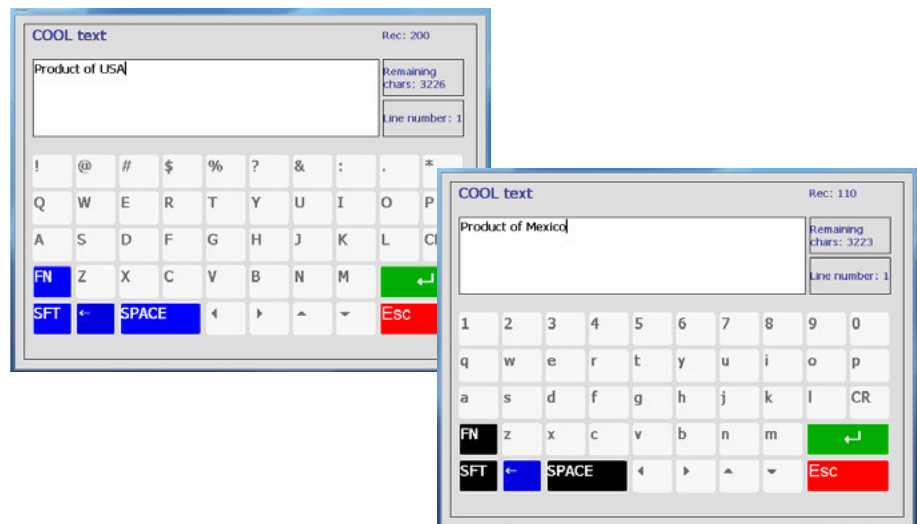 COOL text Rec: 200
Product of USA
Remaining
chars: 3226
Line number: 1
! @ # $ % ? & : . *
Q W E R T Y U I O P
A S D F G H J K L
FN Z X C V B N M ↵
SFT ← SPACE Esc
COOL text Rec: 110
Product of Mexico
Remaining
chars: 3223
Line number: 1
1 2 3 4 5 6 7 8 9 0
q w e r t y u i o p
a s d f g h j k l CR
FN z x c v b n m ↵
SFT ← SPACE Esc